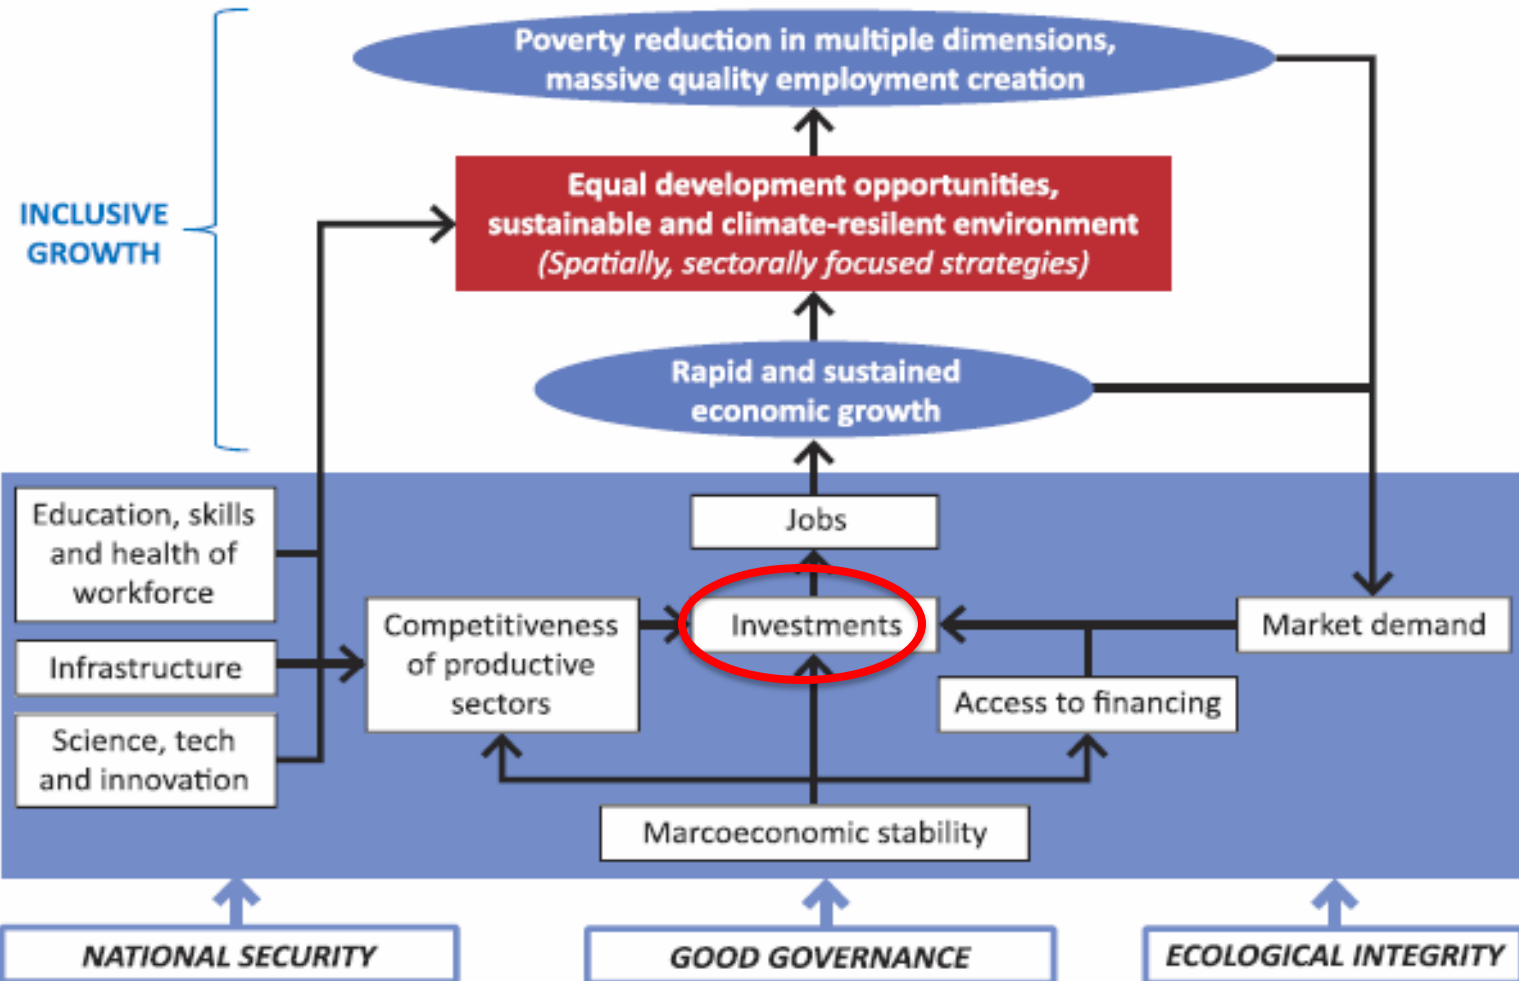 Poverty reduction in multiple dimensions,
massive quality employment creation
INCLUSIVE
GROWTH
Equal development opportunities,
sustainable and climate-resilent environment
(Spatially, sectorally focused strategies)
Rapid and sustained
economic growth
Education, skills
and health of
workforce
Jobs
Infrastructure
Competitiveness
of productive
sectors
Investments
Market demand
Access to financing
Science, tech
and innovation
Marcoeconomic stability
NATIONAL SECURITY
GOOD GOVERNANCE
ECOLOGICAL INTEGRITY